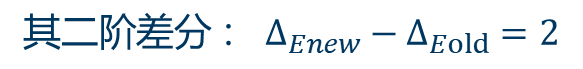 其二阶差分： Δ_{Enew} − Δ_{Eold} = 2